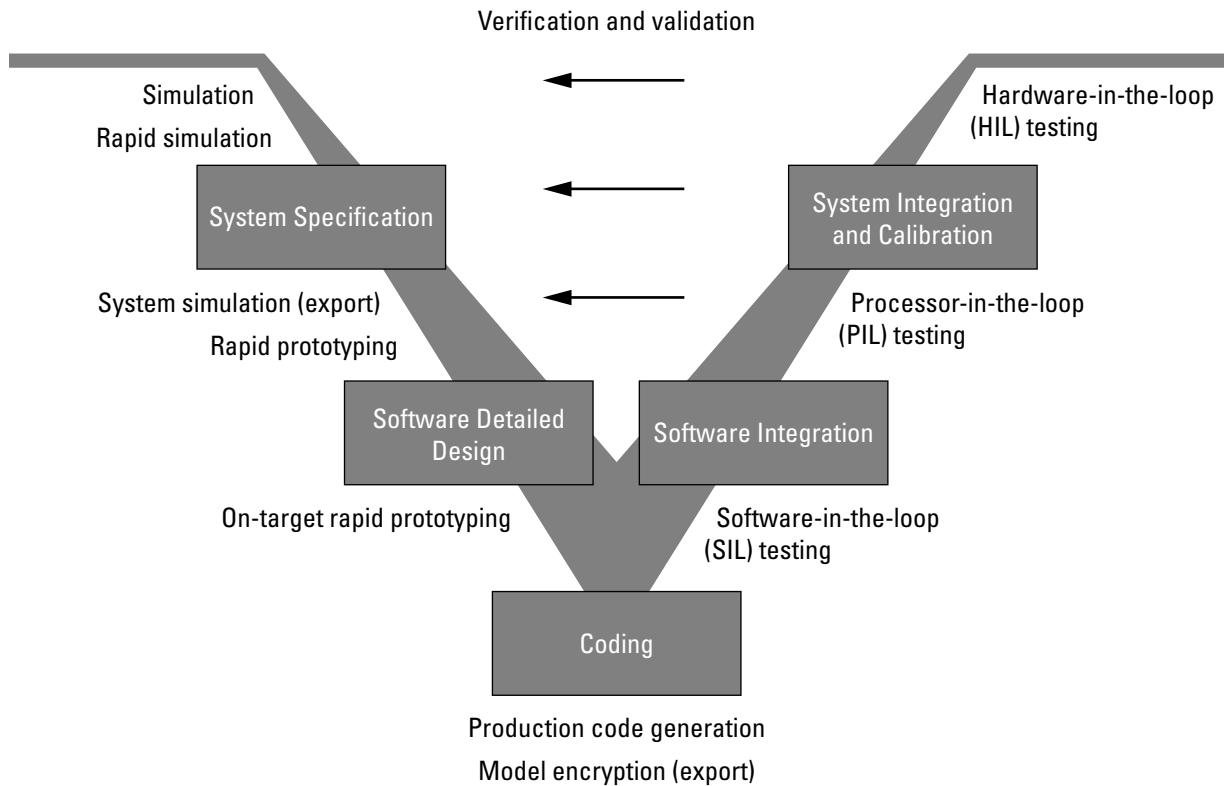 Verification and validation
Simulation
Rapid simulation
Hardware-in-the-loop
(HIL) testing
System Specification
System Integration
and Calibration
System simulation (export)
Rapid prototyping
Processor-in-the-loop
(PIL) testing
Software Detailed
Design
Software Integration
On-target rapid prototyping
Software-in-the-loop
(SIL) testing
Coding
Production code generation
Model encryption (export)